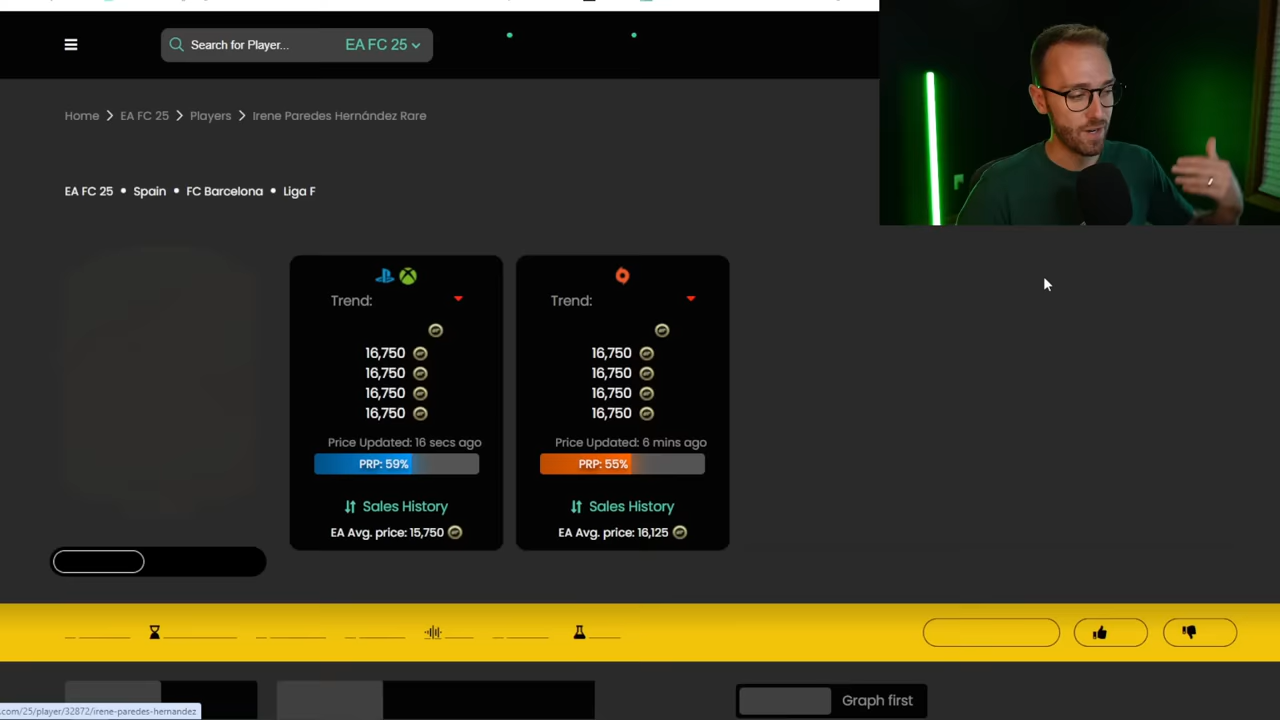 Search for Player...
EA FC 25
Home
EA FC 25
Players
Irene Paredes Hernández Rare
EA FC 25 • Spain • FC Barcelona • Liga F
Trend:
16,750
16,750
16,750
16,750
Price Updated: 16 secs ago
PRP: 59%
Sales History
EA Avg. price: 15,750
Trend:
16,750
16,750
16,750
16,750
Price Updated: 6 mins ago
PRP: 55%
Sales History
EA Avg. price: 16,125
Graph first
.com/25/player/32872/irene-paredes-hernandez